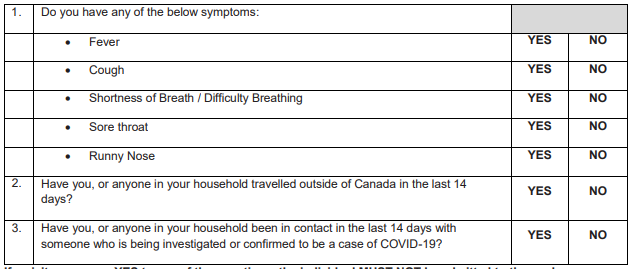 1. Do you have any of the below symptoms:
• Fever YES NO
• Cough YES NO
• Shortness of Breath / Difficulty Breathing YES NO
• Sore throat YES NO
• Runny Nose YES NO
2. Have you, or anyone in your household travelled outside of Canada in the last 14
days? YES NO
3. Have you, or anyone in your household been in contact in the last 14 days with
someone who is being investigated or confirmed to be a case of COVID-19? YES NO